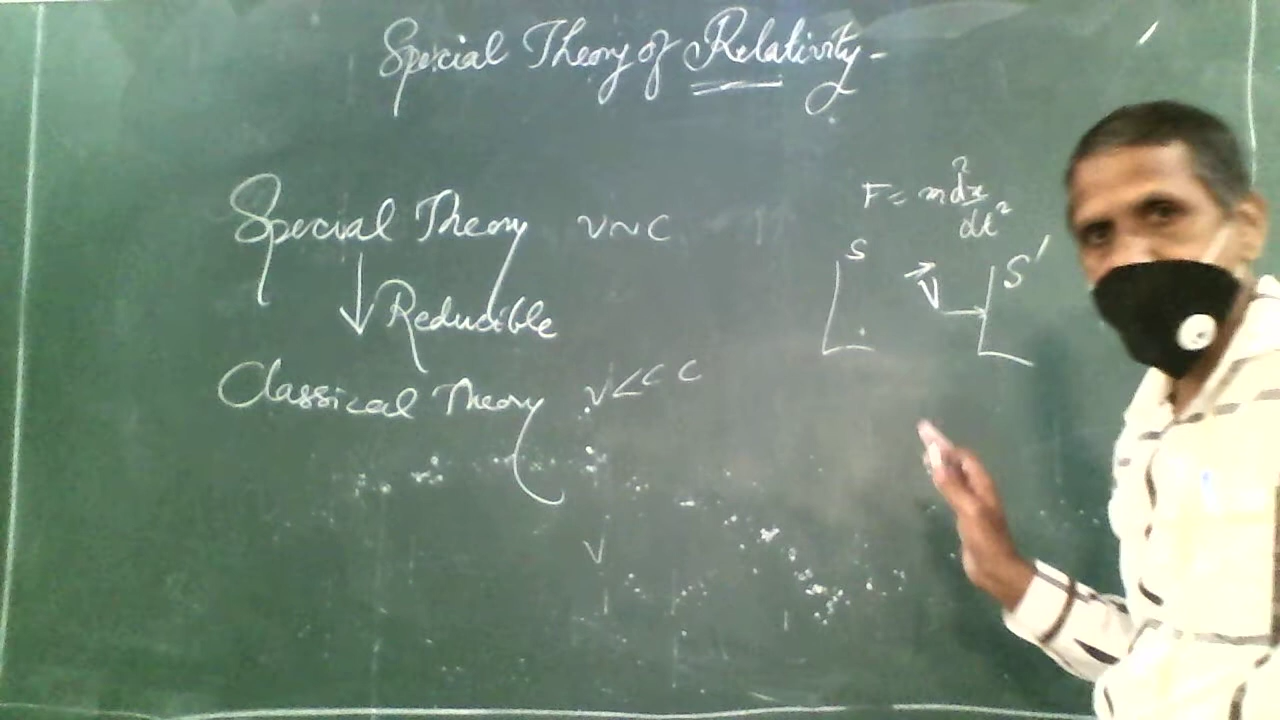 Special Theory of Relativity -
Special Theory v~c
↓ Reducible
Classical Theory v<<c
F = m d²x/dt²
S
→V
S'
v